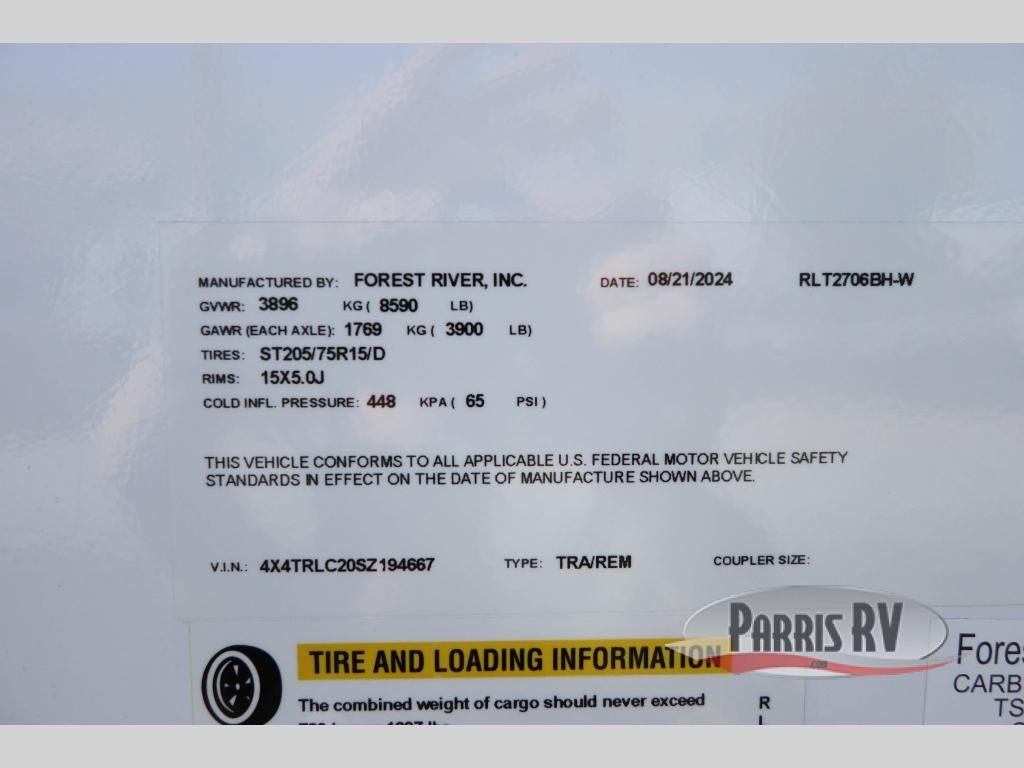 MANUFACTURED BY: FOREST RIVER, INC. DATE: 08/21/2024 RLT2706BH-W
GVWR: 3896 KG ( 8590 LB)
GAWR (EACH AXLE): 1769 KG ( 3900 LB)
TIRES: ST205/75R15/D
RIMS: 15X5.0J
COLD INFL. PRESSURE: 448 KPA ( 65 PSI )
THIS VEHICLE CONFORMS TO ALL APPLICABLE U.S. FEDERAL MOTOR VEHICLE SAFETY
STANDARDS IN EFFECT ON THE DATE OF MANUFACTURE SHOWN ABOVE.
V.I.N.: 4X4TRLC20SZ194667 TYPE: TRA/REM COUPLER SIZE:
PARRIS RV
.com
TIRE AND LOADING INFORMATION
The combined weight of cargo should never exceed
R
Fores
CARB
TS